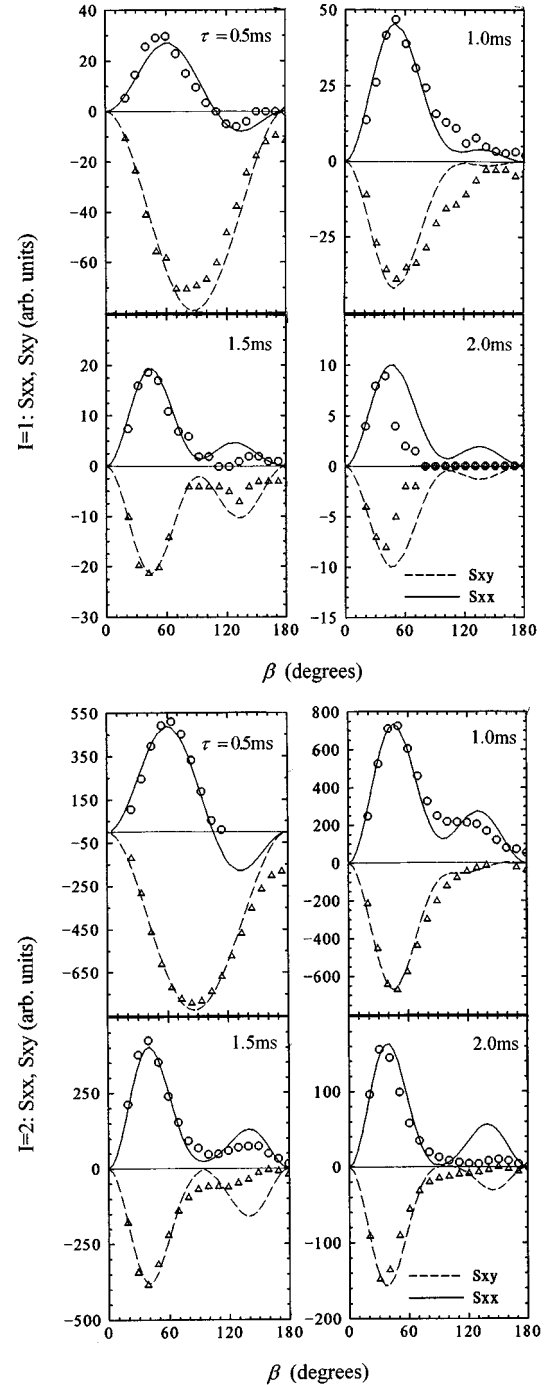 40
20
0
-20
-40
-60
τ = 0.5ms
50
25
0
-25
1.0ms
I=1: Sxx, Sxy (arb. units)
20
10
0
-10
-20
-30
1.5ms
10
5
0
-5
-10
-15
2.0ms
Sxy
Sxx
0 60 120 180
0 60 120 180
β (degrees)
550
350
150
-50
-250
-450
-650
τ = 0.5ms
800
600
400
200
0
-200
-400
-600
1.0ms
I=2: Sxx, Sxy (arb. units)
250
0
-250
-500
1.5ms
100
0
-100
-200
2.0ms
Sxy
Sxx
0 60 120 180
0 60 120 180
β (degrees)